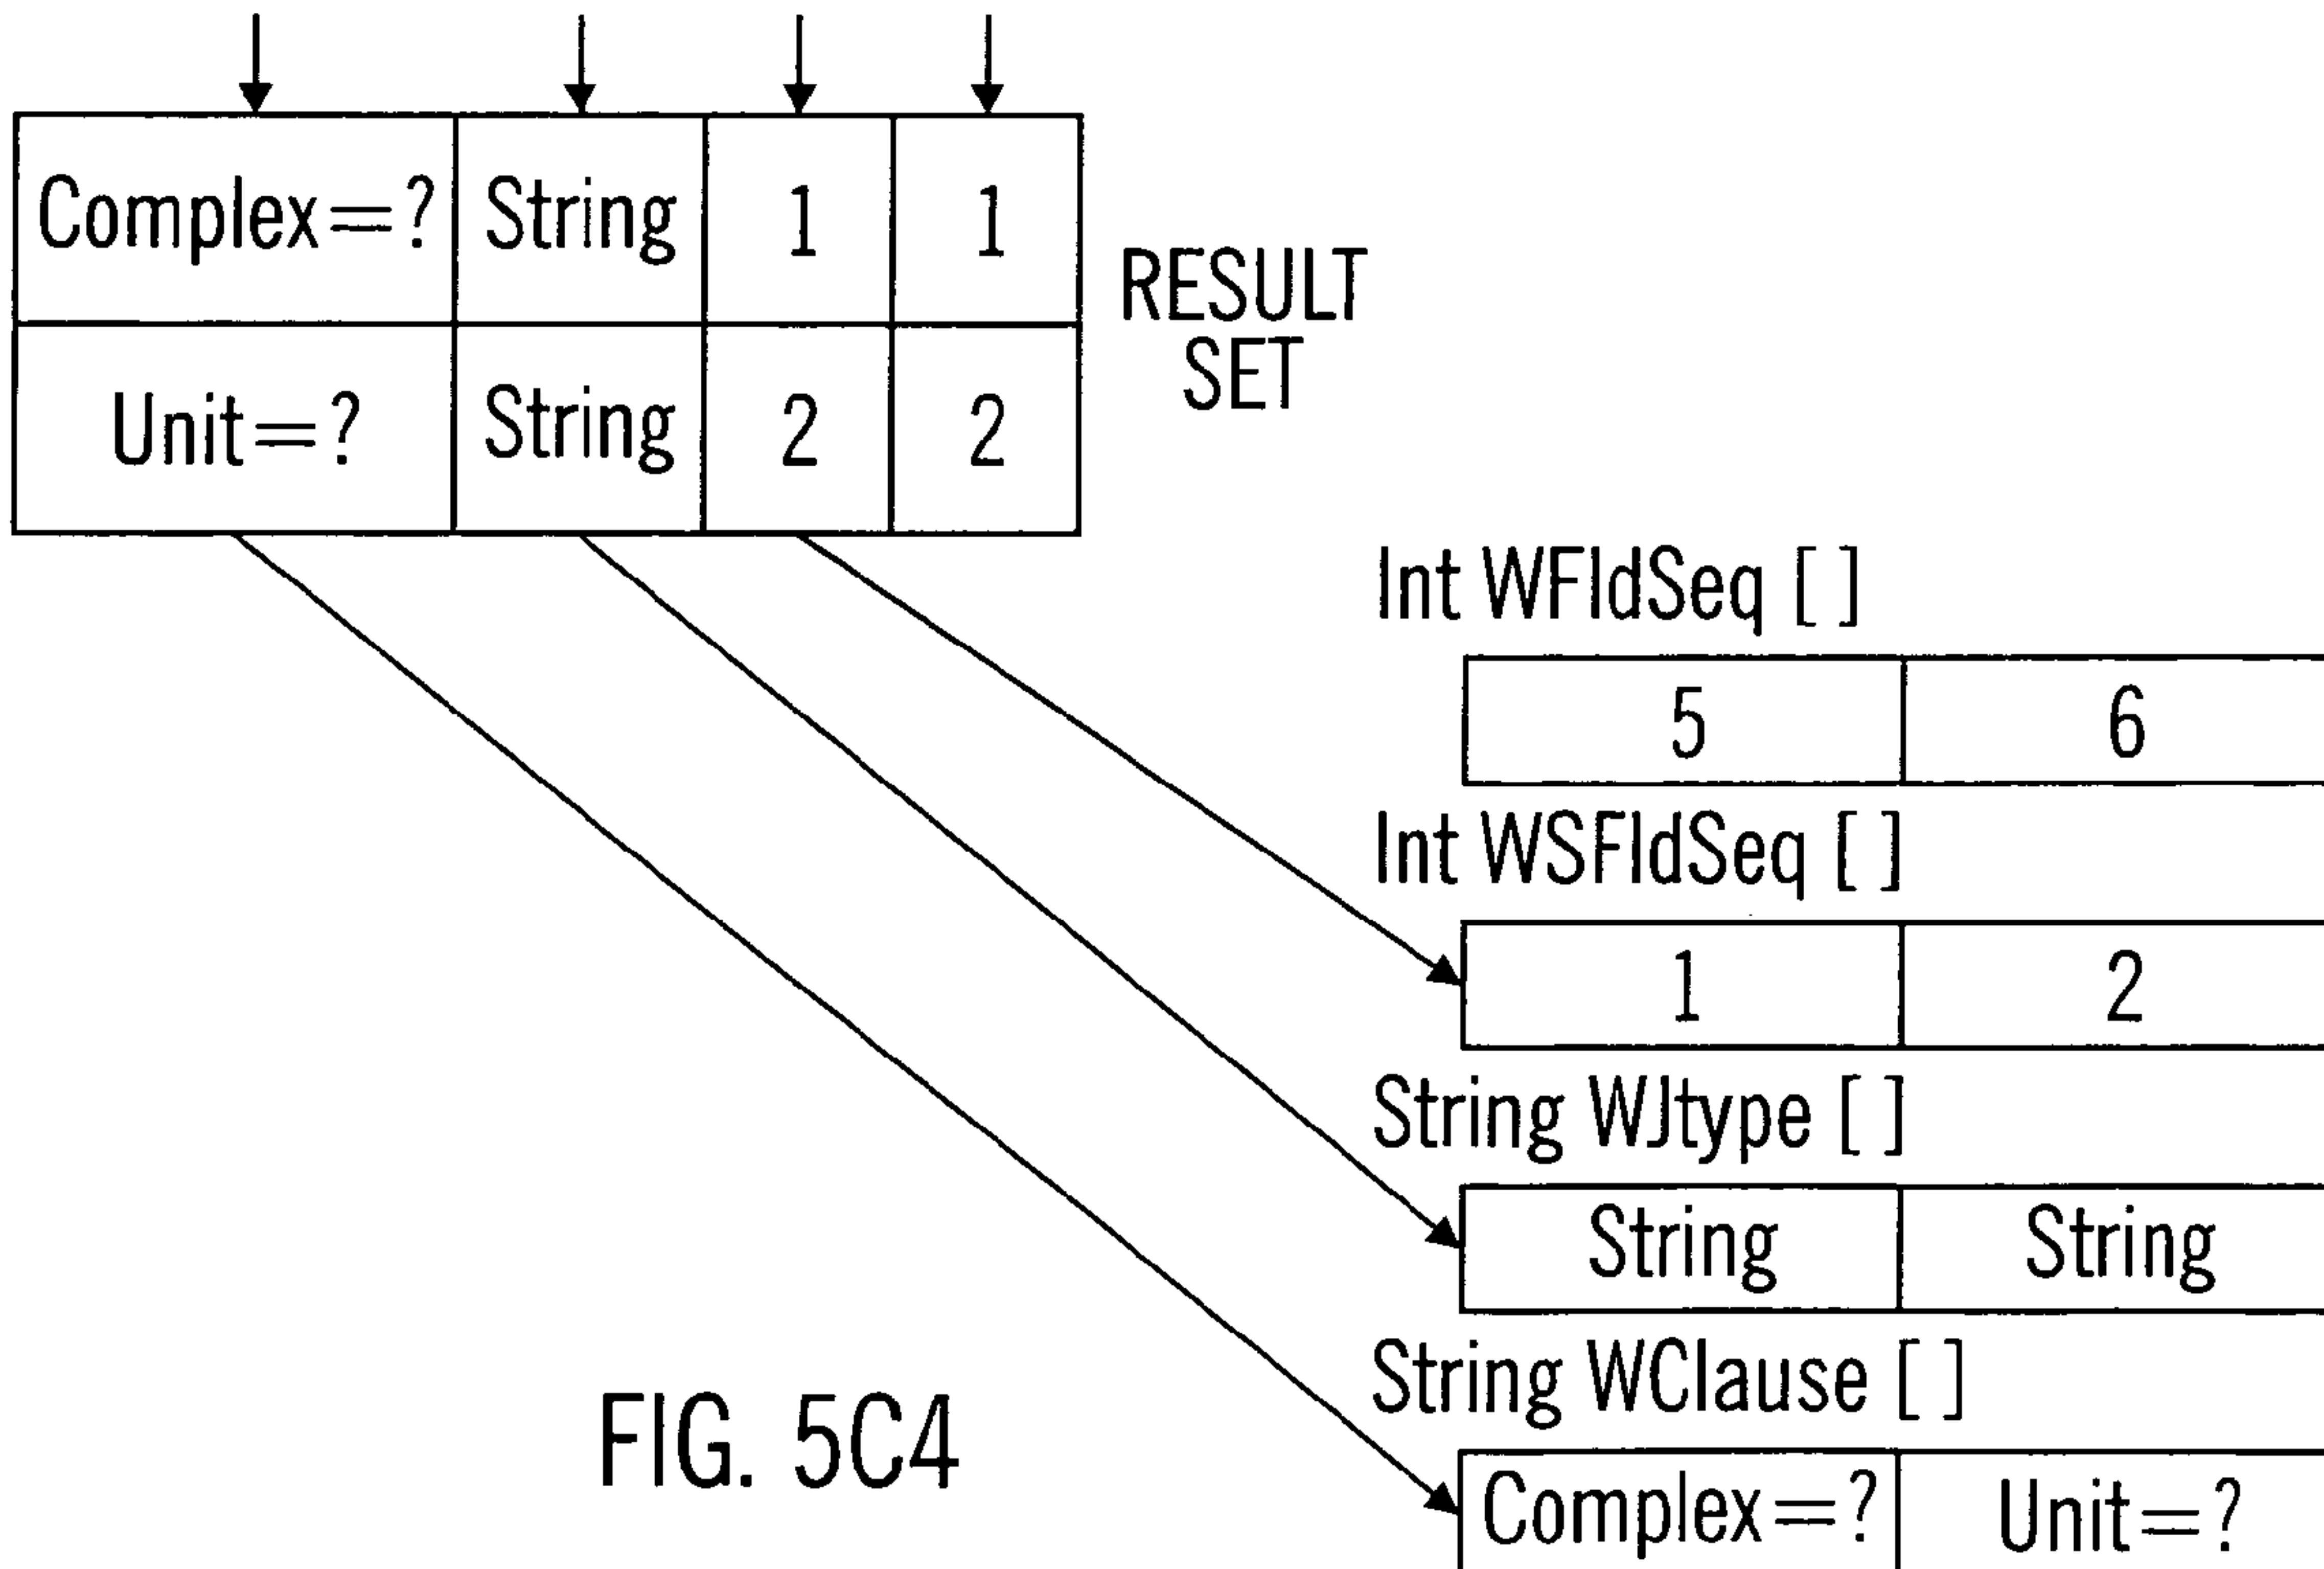 Complex=? String 1 1
RESULT
SET
Unit=? String 2 2
Int WFldSeq [ ]
5 6
Int WSFldSeq [ ]
1 2
String WJtype [ ]
String String
String WClause [ ]
Complex=? Unit=?
FIG. 5C4